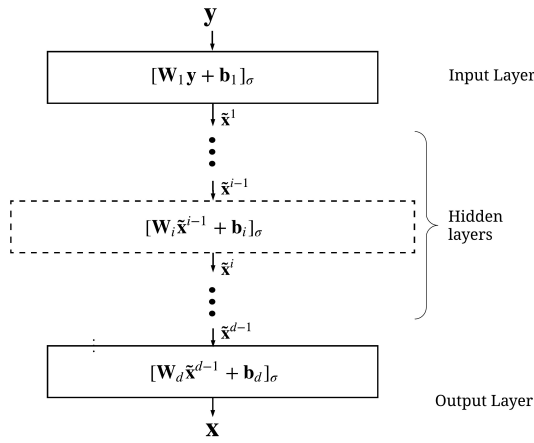 y
[W₁y + b₁]σ
Input Layer
x̃¹
x̃ⁱ⁻¹
[Wᵢx̃ⁱ⁻¹ + bᵢ]σ
Hidden
layers
x̃ⁱ
x̃ᵈ⁻¹
[W_d x̃ᵈ⁻¹ + b_d]σ
Output Layer
x